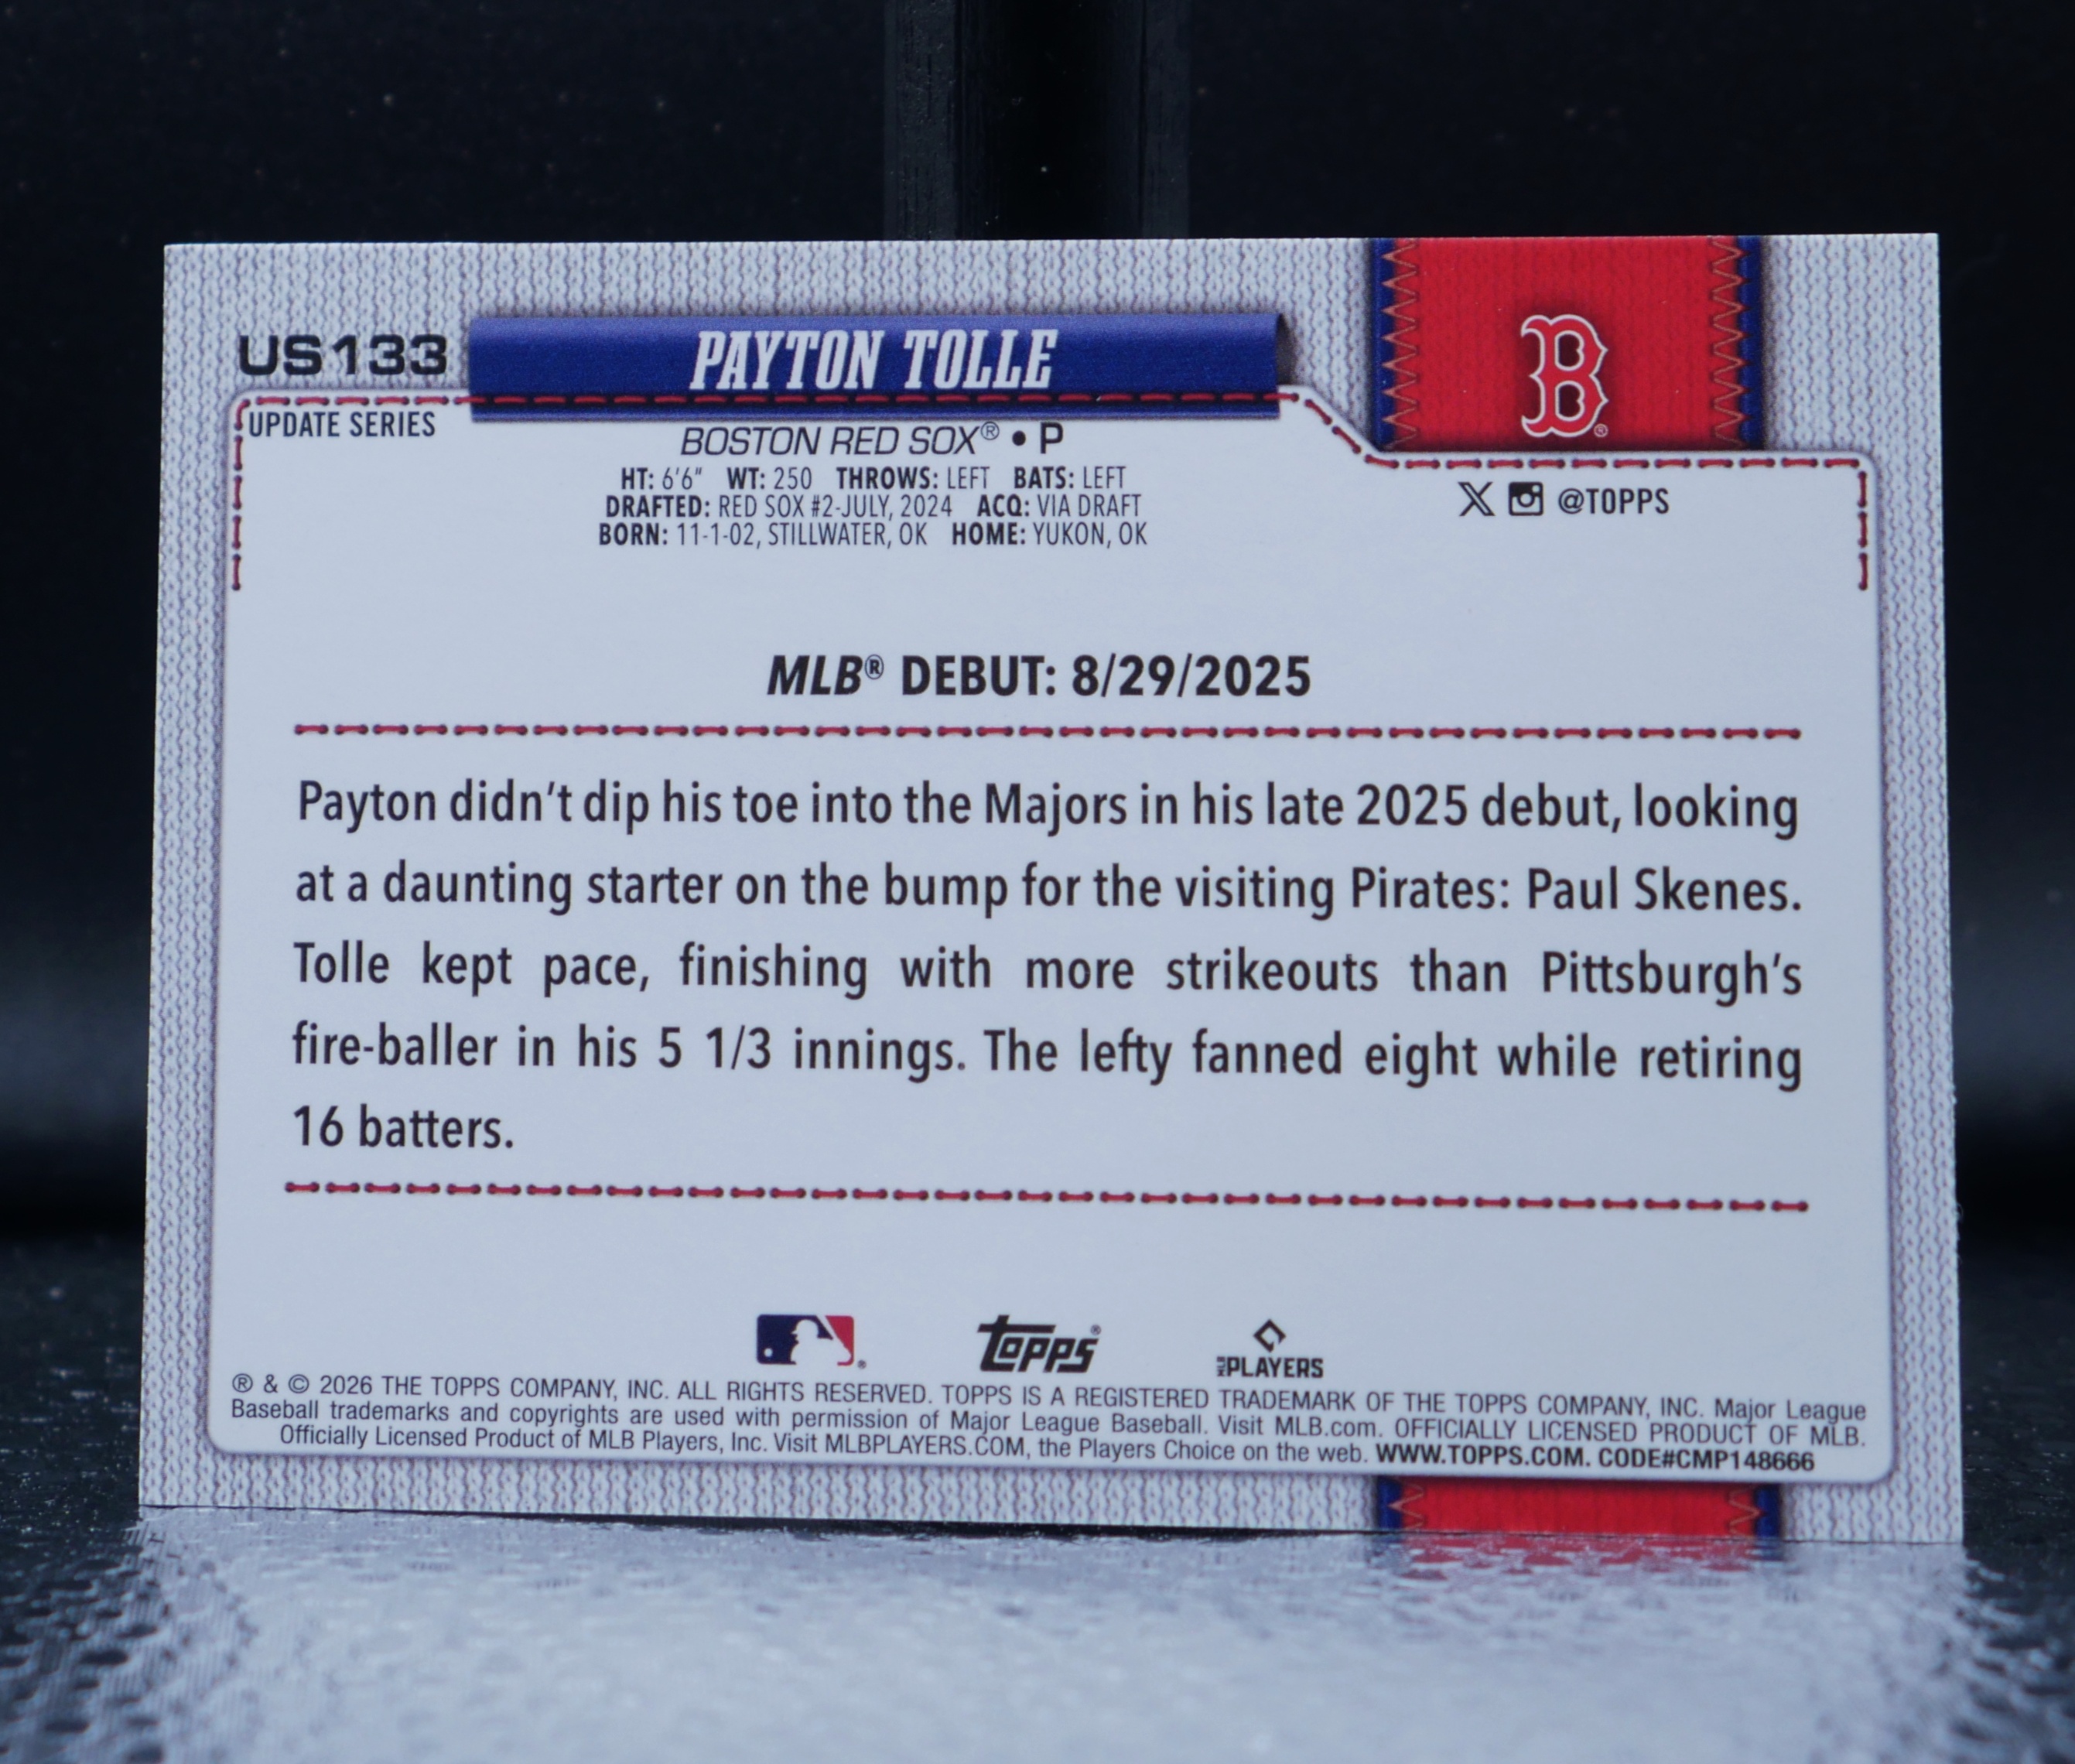 US133
PAYTON TOLLE
B
UPDATE SERIES
BOSTON RED SOX® • P
HT: 6'6" WT: 250 THROWS: LEFT BATS: LEFT
DRAFTED: RED SOX #2-JULY, 2024 ACQ: VIA DRAFT
BORN: 11-1-02, STILLWATER, OK HOME: YUKON, OK
X @TOPPS
MLB® DEBUT: 8/29/2025
Payton didn't dip his toe into the Majors in his late 2025 debut, looking
at a daunting starter on the bump for the visiting Pirates: Paul Skenes.
Tolle kept pace, finishing with more strikeouts than Pittsburgh's
fire-baller in his 5 1/3 innings. The lefty fanned eight while retiring
16 batters.
topps®
MLB PLAYERS
® & © 2026 THE TOPPS COMPANY, INC. ALL RIGHTS RESERVED. TOPPS IS A REGISTERED TRADEMARK OF THE TOPPS COMPANY, INC. Major League
Baseball trademarks and copyrights are used with permission of Major League Baseball. Visit MLB.com. OFFICIALLY LICENSED PRODUCT OF MLB.
Officially Licensed Product of MLB Players, Inc. Visit MLBPLAYERS.COM, the Players Choice on the web. WWW.TOPPS.COM. CODE#CMP148666